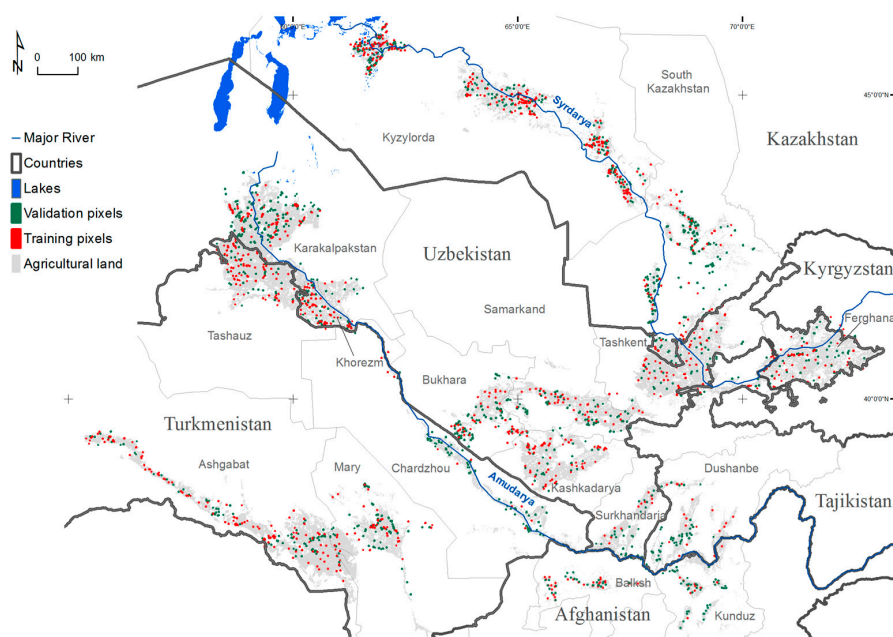 N
0 100 km
Major River
Countries
Lakes
Validation pixels
Training pixels
Agricultural land
65°0'0"E
70°0'0"E
45°0'0"N
40°0'0"N
South
Kazakhstan
Kazakhstan
Syrdarya
Kyzylorda
Karakalpakstan
Uzbekistan
Kyrgyzstan
Samarkand
Ferghana
Tashauz
Khorezm
Tashkent
Bukhara
Turkmenistan
Ashgabat
Mary
Chardzhou
Amudarya
Kashkadarya
Dushanbe
Surkhandarja
Tajikistan
Balksh
Afghanistan
Kunduz